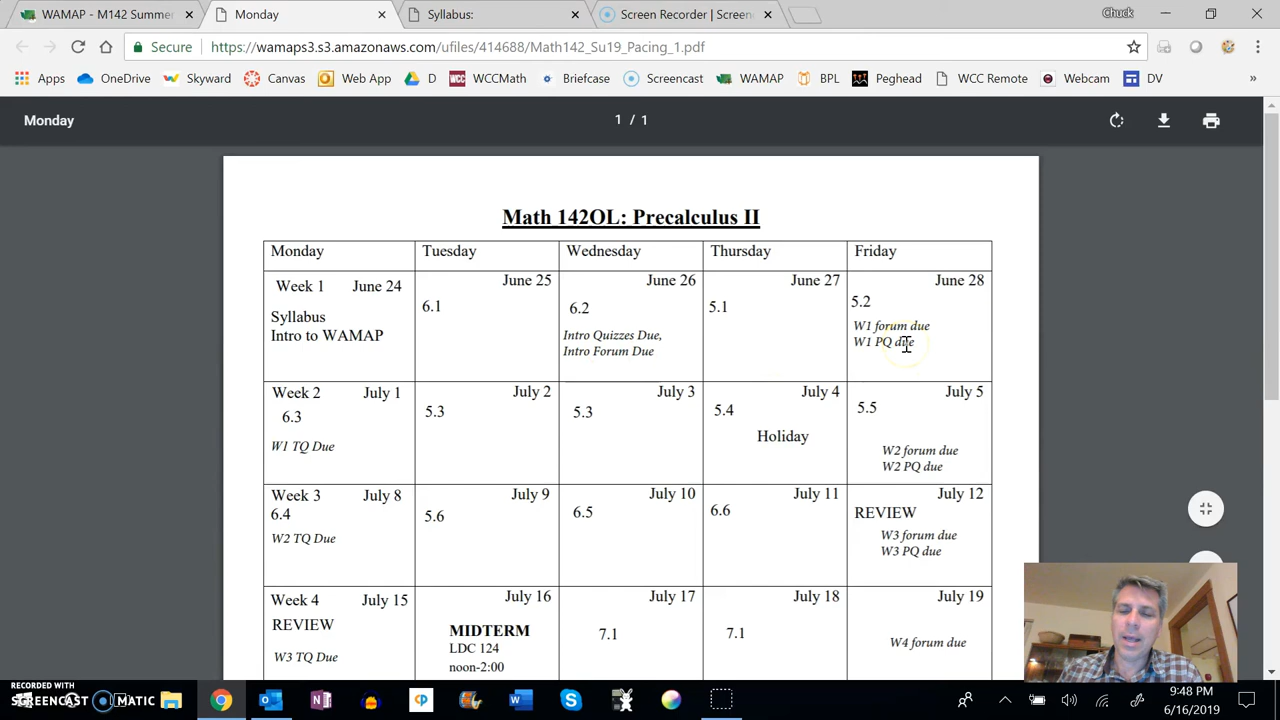 WAMAP - M142 Summer
Monday
Syllabus:
Screen Recorder | Screen
Chuck
Secure
https://wamaps3.s3.amazonaws.com/ufiles/414688/Math142_Su19_Pacing_1.pdf
Apps
OneDrive
Skyward
Canvas
Web App
D
WCCMath
Briefcase
Screencast
WAMAP
BPL
Peghead
WCC Remote
Webcam
DV
»
Monday
1 / 1
Math 142OL: Precalculus II
Monday
Tuesday
Wednesday
Thursday
Friday
Week 1 June 24
Syllabus
Intro to WAMAP
June 25
6.1
June 26
6.2
Intro Quizzes Due,
Intro Forum Due
June 27
5.1
June 28
5.2
W1 forum due
W1 PQ due
Week 2 July 1
6.3
W1 TQ Due
July 2
5.3
July 3
5.3
July 4
5.4
Holiday
July 5
5.5
W2 forum due
W2 PQ due
Week 3 July 8
6.4
W2 TQ Due
July 9
5.6
July 10
6.5
July 11
6.6
July 12
REVIEW
W3 forum due
W3 PQ due
Week 4 July 15
REVIEW
W3 TQ Due
July 16
MIDTERM
LDC 124
noon-2:00
July 17
7.1
July 18
7.1
July 19
W4 forum due
RECORDED WITH
SCREENCAST MATIC
9:48 PM
6/16/2019